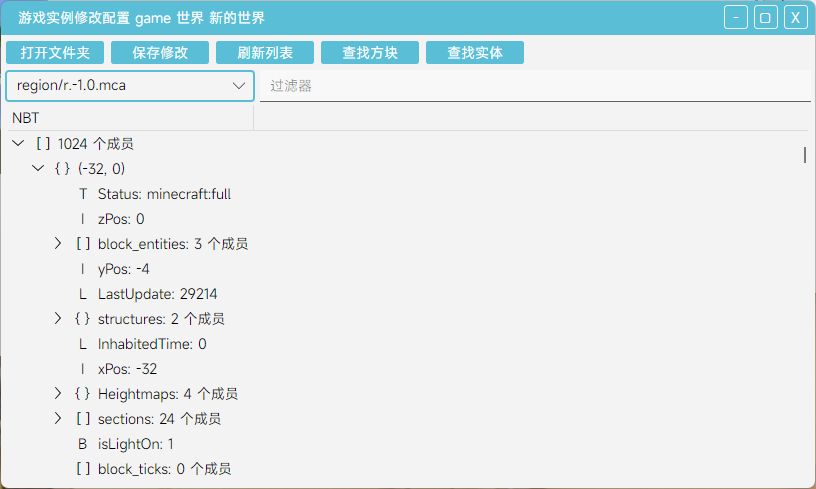 游戏实例修改配置 game 世界 新的世界
打开文件夹 保存修改 刷新列表 查找方块 查找实体
region/r.-1.0.mca 过滤器
NBT
[ ] 1024 个成员
{ } (-32, 0)
T Status: minecraft:full
I zPos: 0
[ ] block_entities: 3 个成员
I yPos: -4
L LastUpdate: 29214
{ } structures: 2 个成员
L InhabitedTime: 0
I xPos: -32
{ } Heightmaps: 4 个成员
[ ] sections: 24 个成员
B isLightOn: 1
[ ] block_ticks: 0 个成员